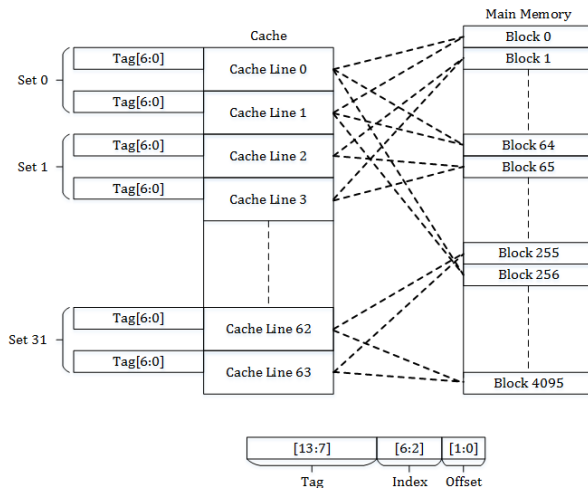 Cache
Main Memory
Set 0
Tag[6:0]
Cache Line 0
Tag[6:0]
Cache Line 1
Set 1
Tag[6:0]
Cache Line 2
Tag[6:0]
Cache Line 3
Set 31
Tag[6:0]
Cache Line 62
Tag[6:0]
Cache Line 63
Block 0
Block 1
Block 64
Block 65
Block 255
Block 256
Block 4095
[13:7]
[6:2]
[1:0]
Tag
Index
Offset